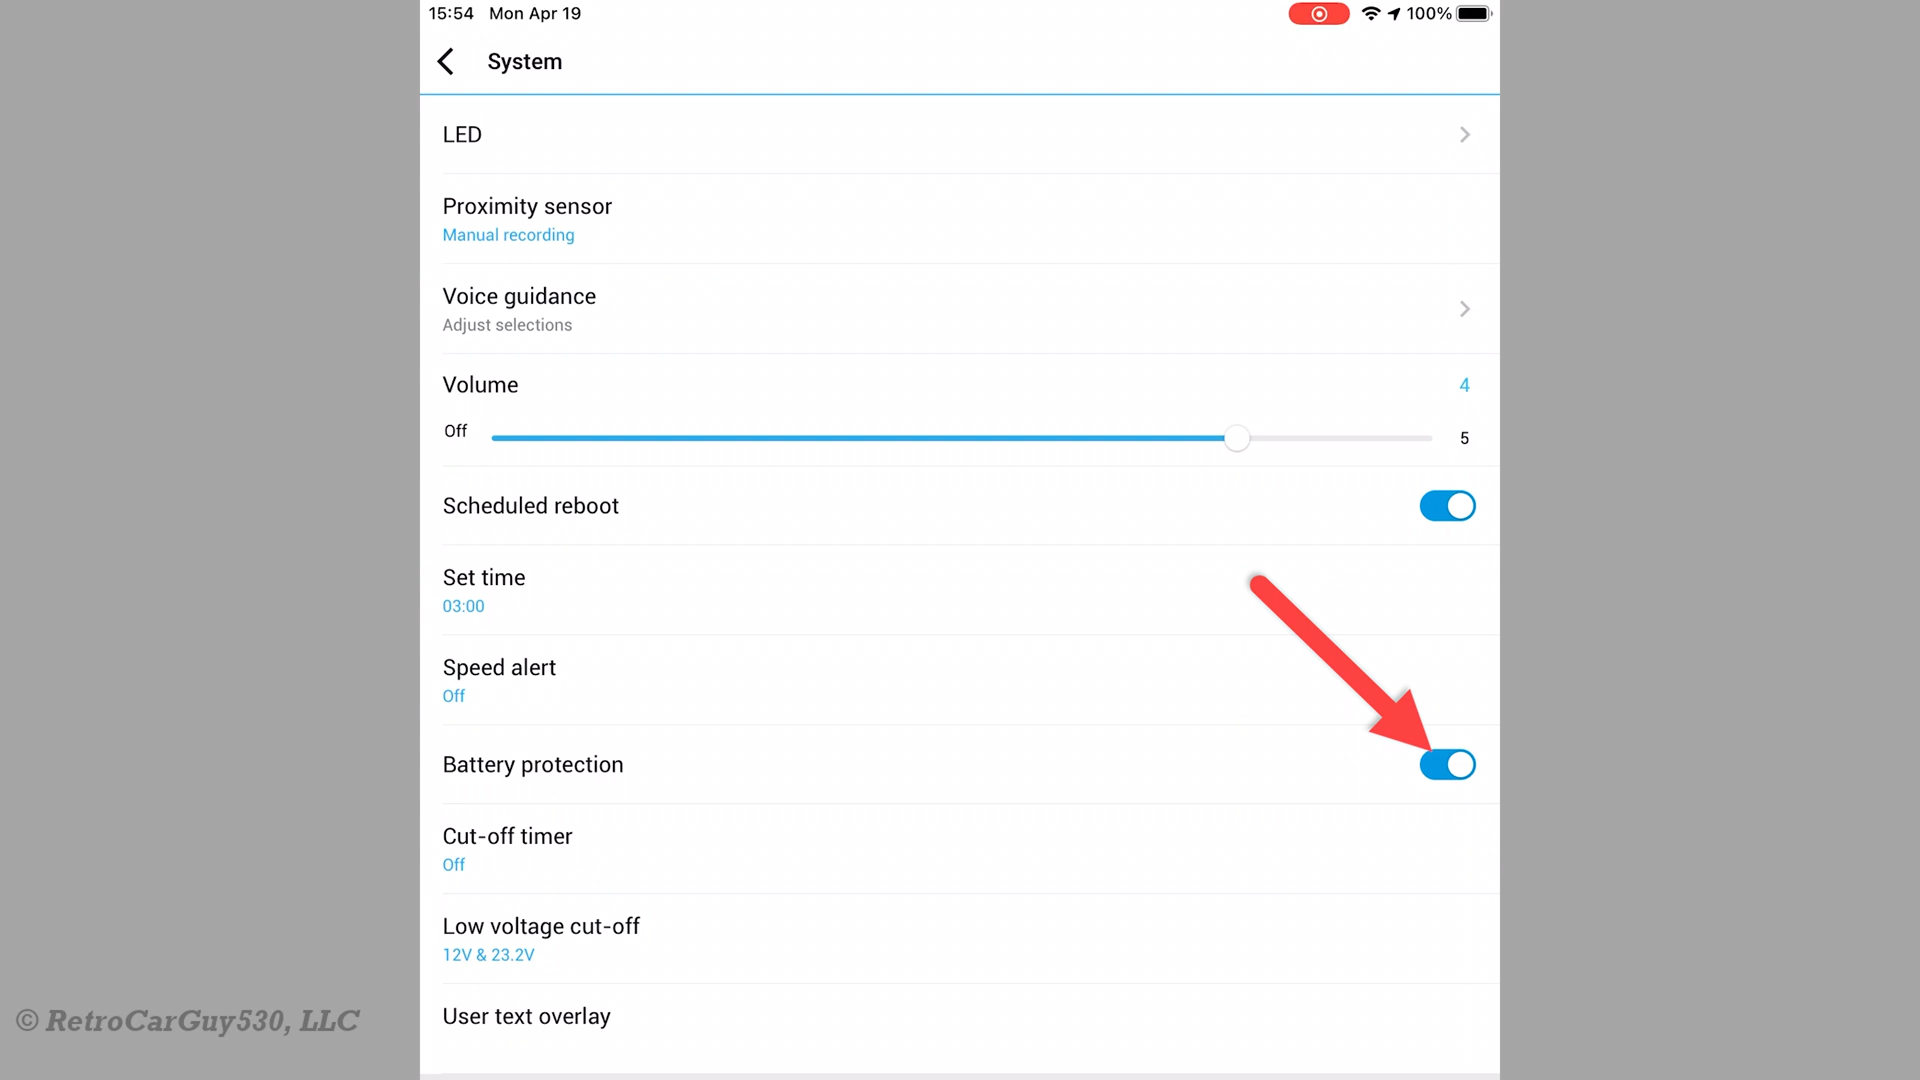 15:54 Mon Apr 19
100%
System
LED
Proximity sensor
Manual recording
Voice guidance
Adjust selections
Volume
4
Off
5
Scheduled reboot
Set time
03:00
Speed alert
Off
Battery protection
Cut-off timer
Off
Low voltage cut-off
12V & 23.2V
User text overlay
© RetroCarGuy530, LLC